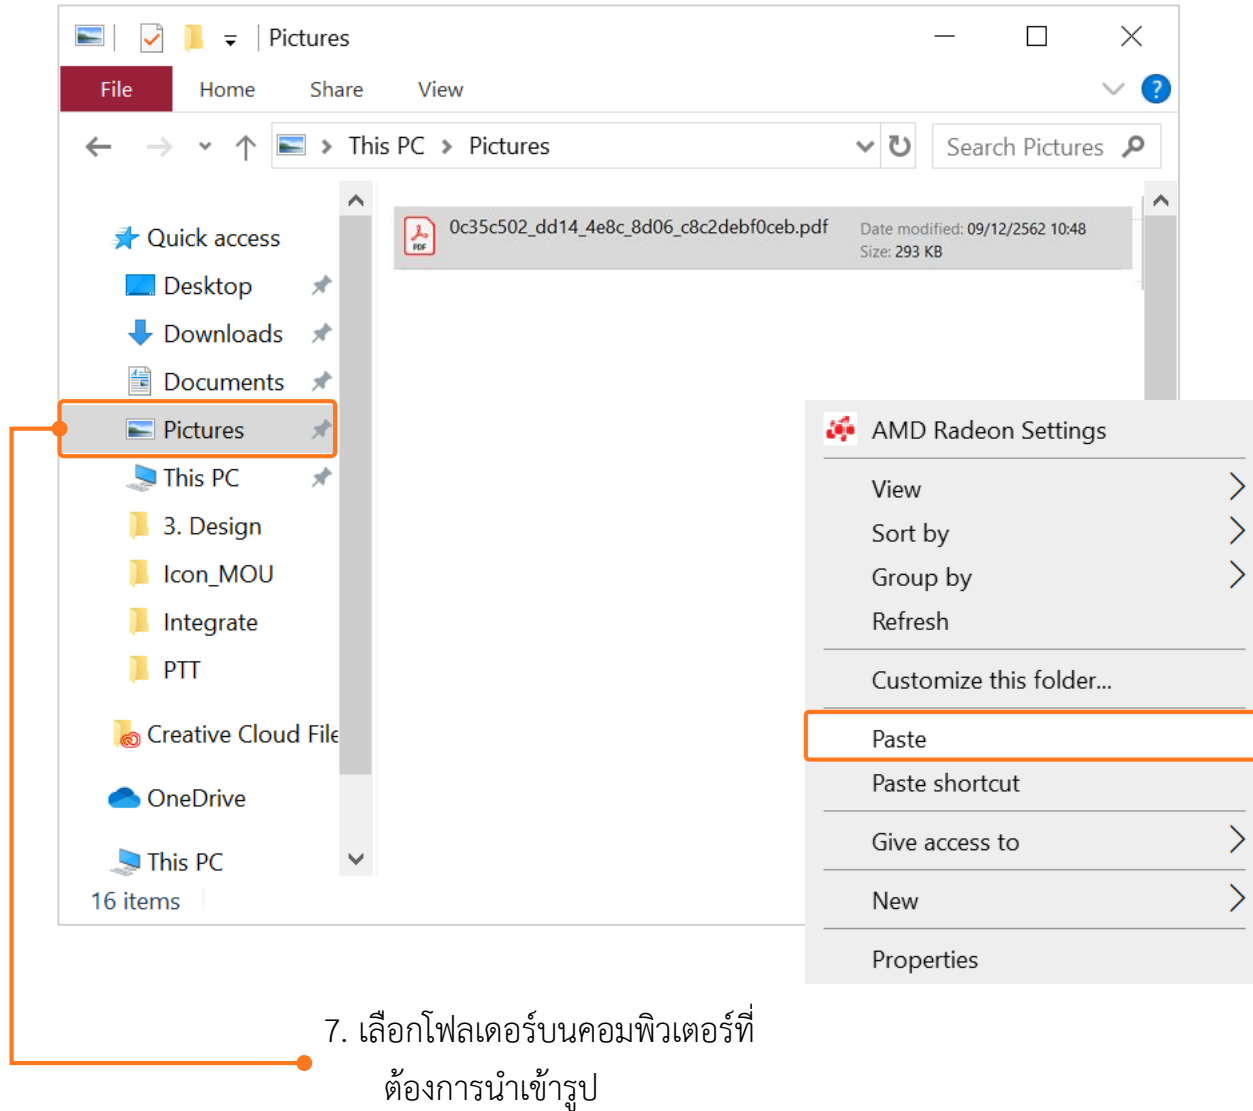 Pictures
File Home Share View
This PC Pictures Search Pictures
Quick access
Desktop
Downloads
Documents
Pictures
This PC
3. Design
Icon_MOU
Integrate
PTT
Creative Cloud File
OneDrive
This PC
16 items
0c35c502_dd14_4e8c_8d06_c8c2debf0ceb.pdf
PDF
Date modified: 09/12/2562 10:48
Size: 293 KB
AMD Radeon Settings
View
Sort by
Group by
Refresh
Customize this folder...
Paste
Paste shortcut
Give access to
New
Properties
7. เลือกโฟลเดอร์บนคอมพิวเตอร์ที่
ต้องการนำเข้ารูป